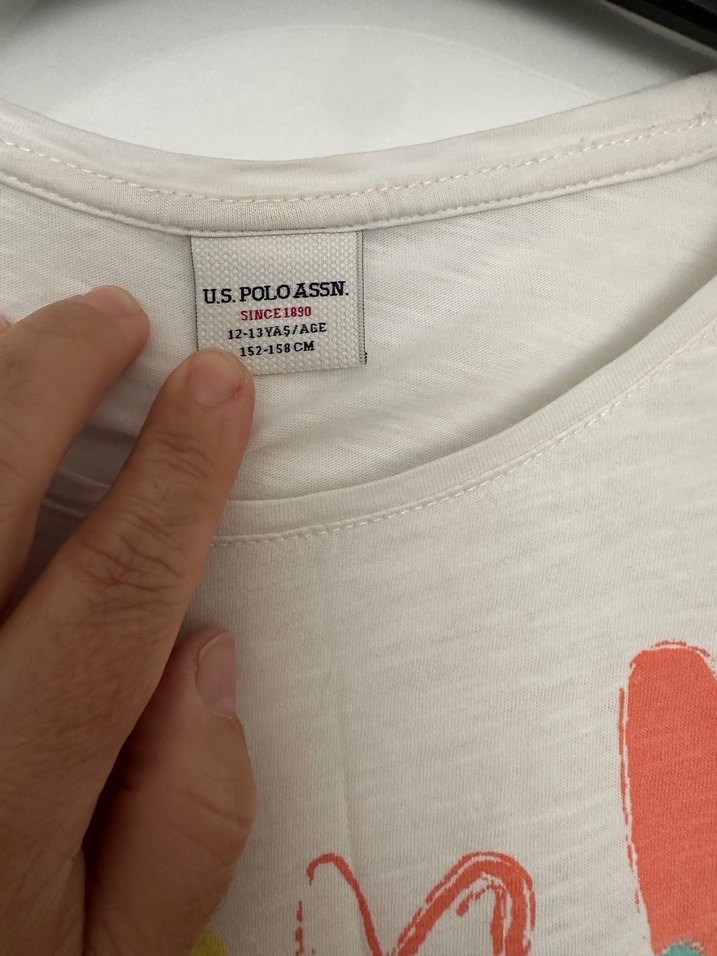 U.S. POLO ASSN.
SINCE 1890
12-13 YAŞ/AGE
152-158 CM